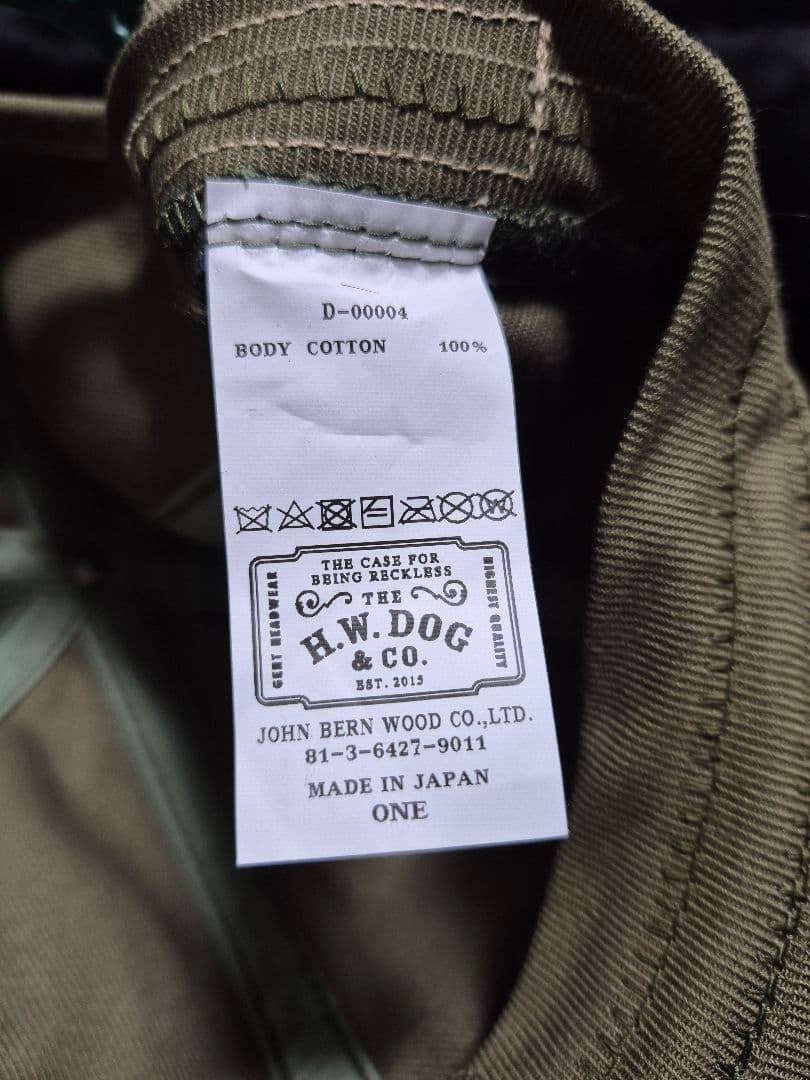 D-00004
BODY COTTON 100%
THE CASE FOR
BEING RECKLESS
GENT HEADWEAR
THE
HIGHEST QUALITY
H.W.DOG
& CO.
EST. 2015
JOHN BERN WOOD CO.,LTD.
81-3-6427-9011
MADE IN JAPAN
ONE